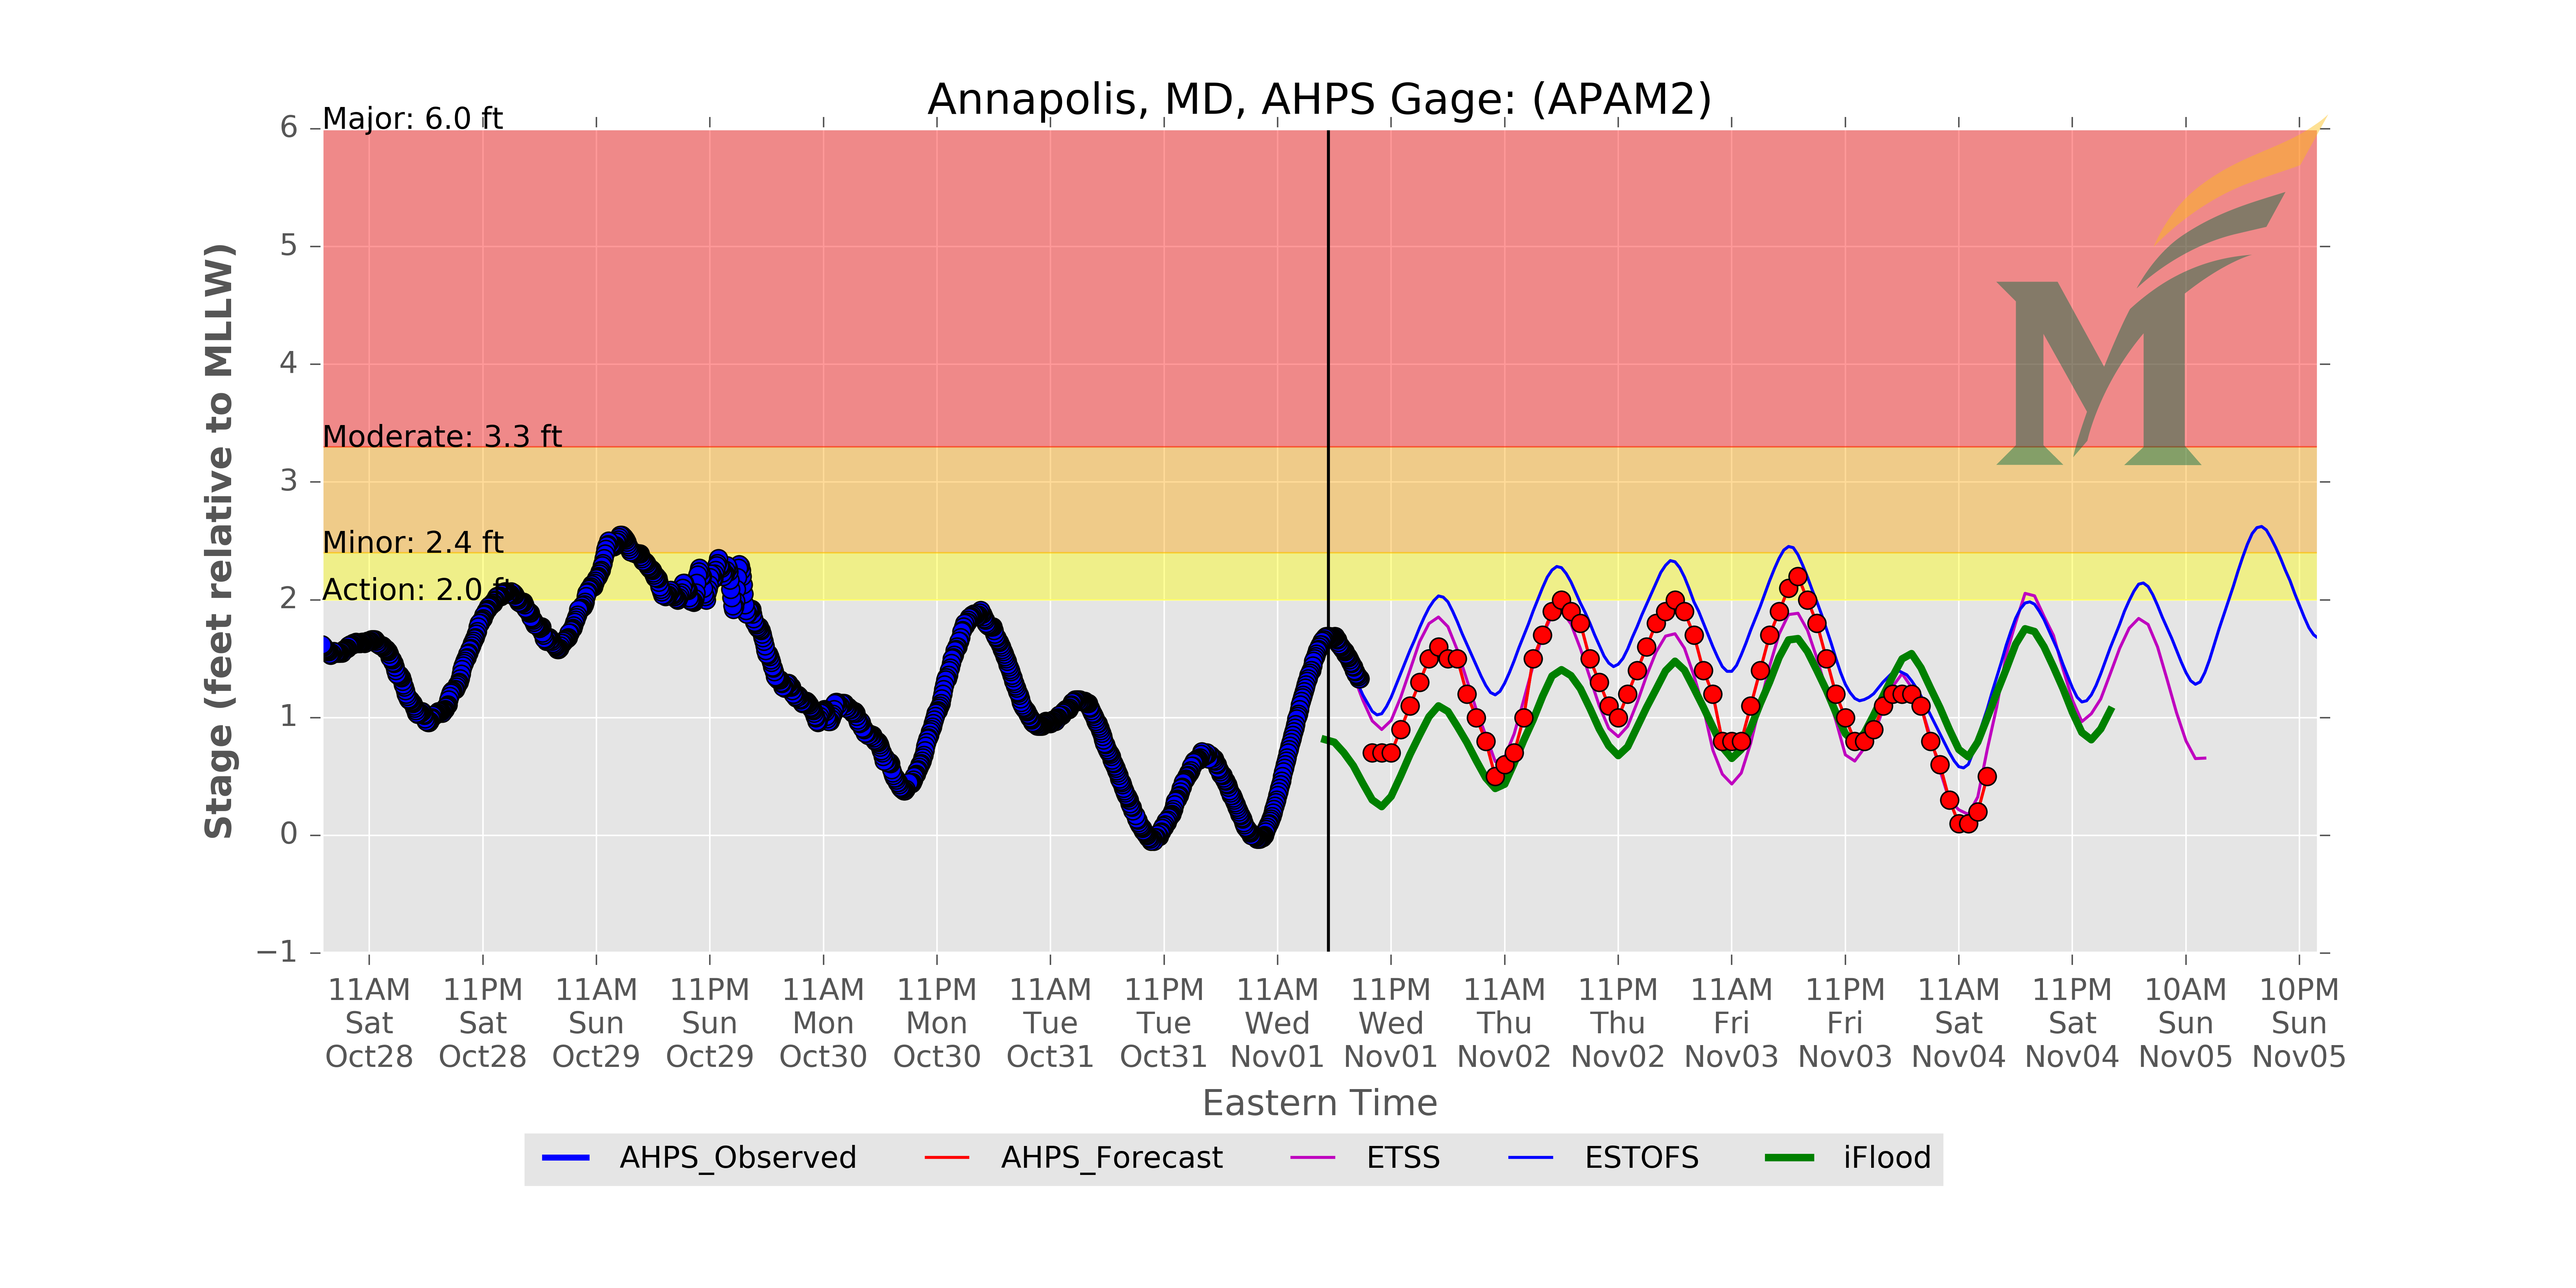 Annapolis, MD, AHPS Gage: (APAM2)
Major: 6.0 ft
Moderate: 3.3 ft
Minor: 2.4 ft
Action: 2.0 ft
Stage (feet relative to MLLW)
6
5
4
3
2
1
0
−1
11AM 11PM 11AM 11PM 11AM 11PM 11AM 11PM 11AM 11PM 11AM 11PM 11AM 11PM 11AM 11PM 10AM 10PM
Sat Sat Sun Sun Mon Mon Tue Tue Wed Wed Thu Thu Fri Fri Sat Sat Sun Sun
Oct28 Oct28 Oct29 Oct29 Oct30 Oct30 Oct31 Oct31 Nov01 Nov01 Nov02 Nov02 Nov03 Nov03 Nov04 Nov04 Nov05 Nov05
Eastern Time
AHPS_Observed AHPS_Forecast ETSS ESTOFS iFlood